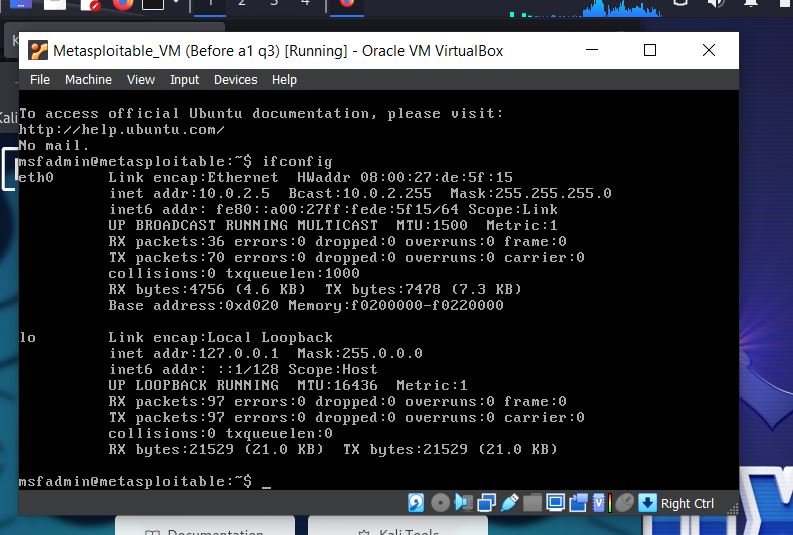 1 2 3 4
Metasploitable_VM (Before a1 q3) [Running] - Oracle VM VirtualBox
File Machine View Input Devices Help
To access official Ubuntu documentation, please visit:
http://help.ubuntu.com/
No mail.
msfadmin@metasploitable:~$ ifconfig
eth0 Link encap:Ethernet HWaddr 08:00:27:de:5f:15
inet addr:10.0.2.5 Bcast:10.0.2.255 Mask:255.255.255.0
inet6 addr: fe80::a00:27ff:fede:5f15/64 Scope:Link
UP BROADCAST RUNNING MULTICAST MTU:1500 Metric:1
RX packets:36 errors:0 dropped:0 overruns:0 frame:0
TX packets:70 errors:0 dropped:0 overruns:0 carrier:0
collisions:0 txqueuelen:1000
RX bytes:4756 (4.6 KB) TX bytes:7478 (7.3 KB)
Base address:0xd020 Memory:f0200000-f0220000
lo Link encap:Local Loopback
inet addr:127.0.0.1 Mask:255.0.0.0
inet6 addr: ::1/128 Scope:Host
UP LOOPBACK RUNNING MTU:16436 Metric:1
RX packets:97 errors:0 dropped:0 overruns:0 frame:0
TX packets:97 errors:0 dropped:0 overruns:0 carrier:0
collisions:0 txqueuelen:0
RX bytes:21529 (21.0 KB) TX bytes:21529 (21.0 KB)
msfadmin@metasploitable:~$ _
Right Ctrl
Kali
Documentation Kali Tools